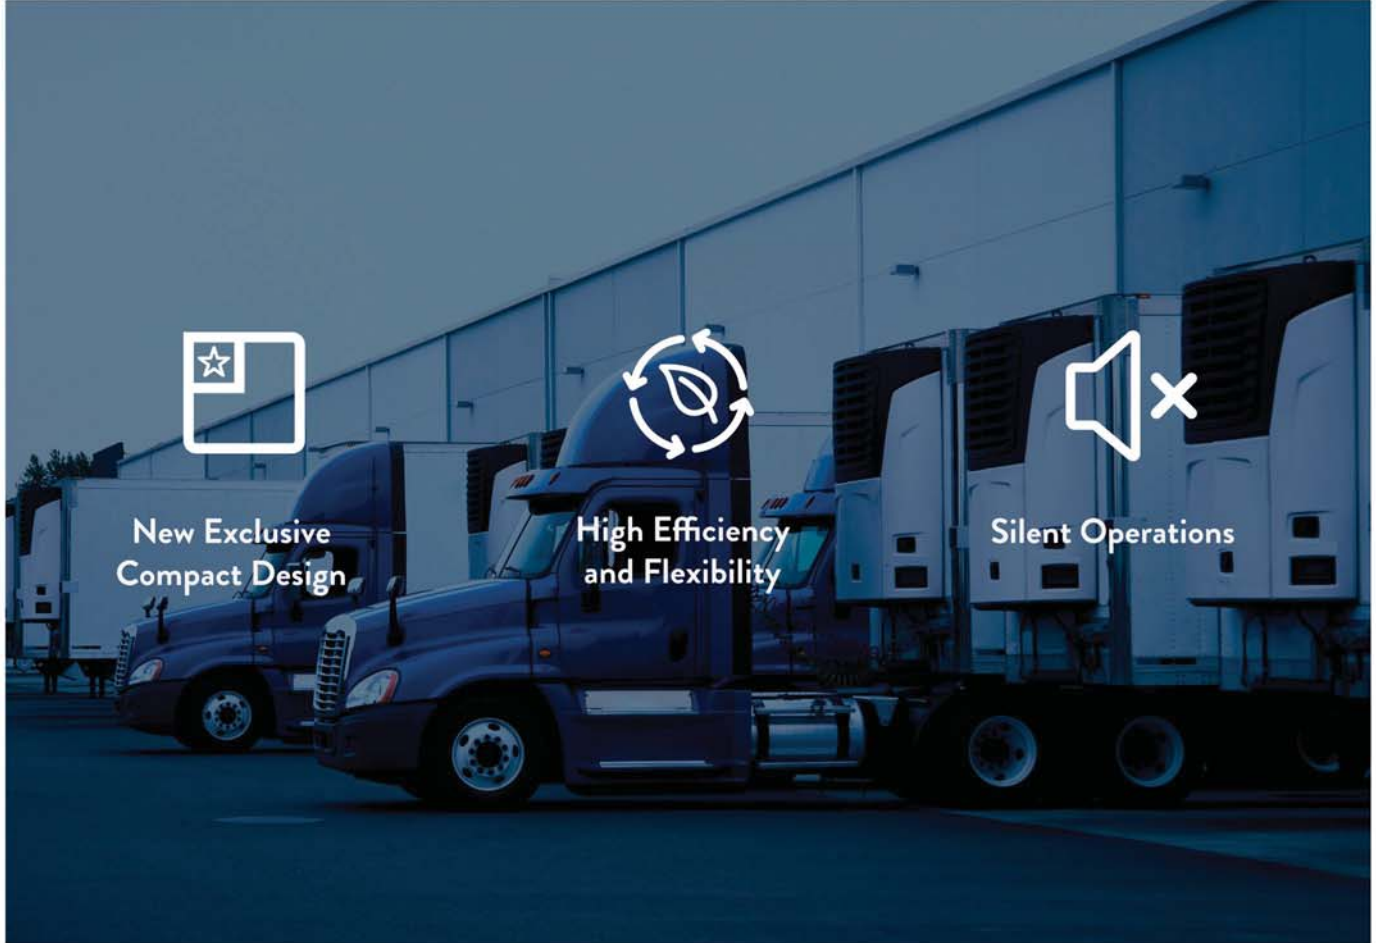 New Exclusive
Compact Design
High Efficiency
and Flexibility
Silent Operations